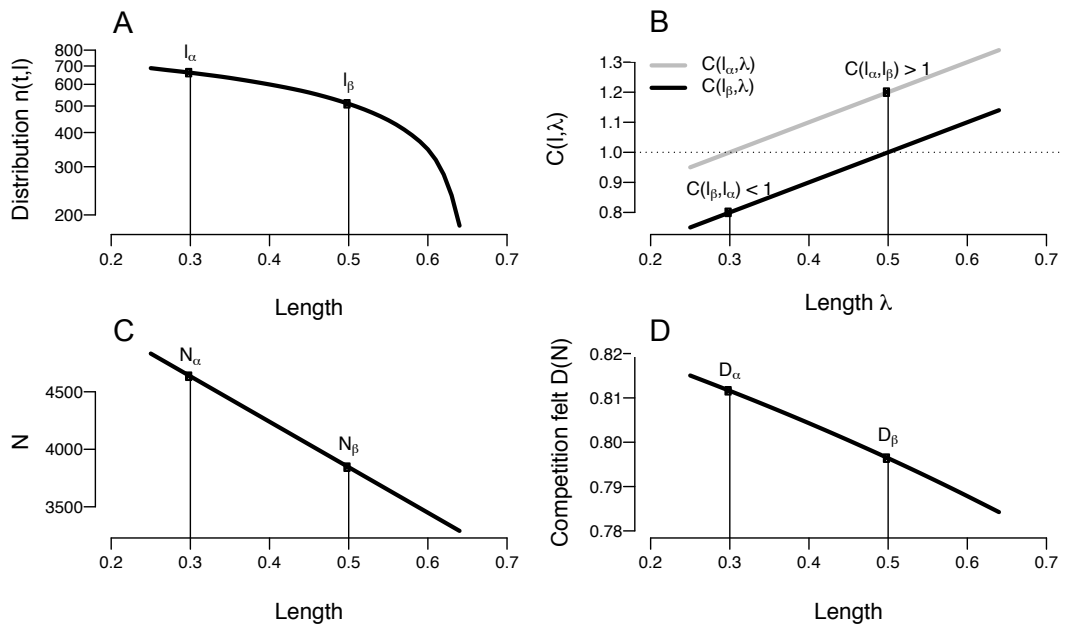 A
Distribution n(t,l)
800
700
600
500
400
300
200
lα
lβ
0.2 0.3 0.4 0.5 0.6 0.7
Length
B
C(l,λ)
1.3
1.2
1.1
1.0
0.9
0.8
C(lα,λ)
C(lβ,λ)
C(lα,lβ) > 1
C(lβ,lα) < 1
0.2 0.3 0.4 0.5 0.6 0.7
Length λ
C
N
4500
4000
3500
Nα
Nβ
0.2 0.3 0.4 0.5 0.6 0.7
Length
D
Competition felt D(N)
0.82
0.81
0.80
0.79
0.78
Dα
Dβ
0.2 0.3 0.4 0.5 0.6 0.7
Length